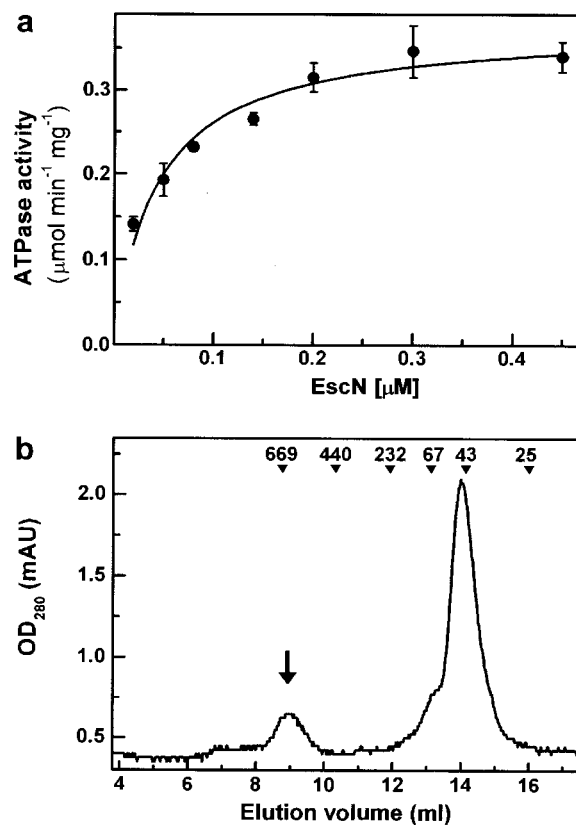 a
ATPase activity
(μmol min⁻¹ mg⁻¹)
0.3
0.2
0.1
0.0
0.1 0.2 0.3 0.4
EscN [μM]
b
669 440 232 67 43 25
OD₂₈₀ (mAU)
2.0
1.5
1.0
0.5
4 6 8 10 12 14 16
Elution volume (ml)